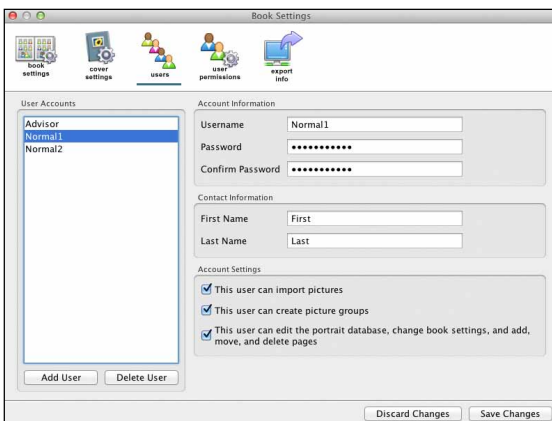 Book Settings
book
settings
cover
settings
users
user
permissions
export
info
User Accounts
Advisor
Normal1
Normal2
Add User
Delete User
Account Information
Username
Normal1
Password
•••••••••••
Confirm Password
•••••••••••
Contact Information
First Name
First
Last Name
Last
Account Settings
This user can import pictures
This user can create picture groups
This user can edit the portrait database, change book settings, and add,
move, and delete pages
Discard Changes
Save Changes